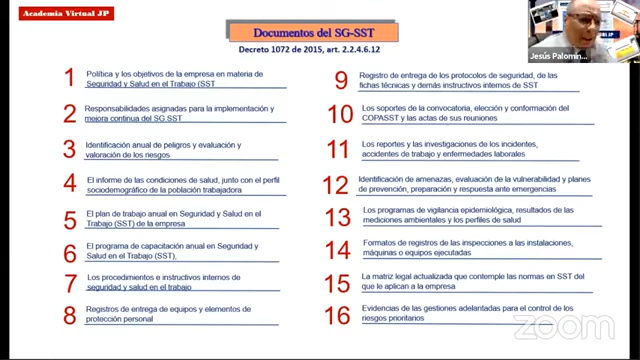 Academia Virtual JP
Documentos del SG-SST
Decreto 1072 de 2015, art. 2.2.4.6.12
1 Política y los objetivos de la empresa en materia de
Seguridad y Salud en el Trabajo (SST
2 Responsabilidades asignadas para la implementación y
mejora continua del SG.SST
3 Identificación anual de peligros y evaluación y
valoración de los riesgos
4 El informe de las condiciones de salud, junto con el perfil
sociodemográfico de la población trabajadora
5 El plan de trabajo anual en Seguridad y Salud en el
Trabajo (SST) de la empresa
6 El programa de capacitación anual en Seguridad y
Salud en el Trabajo (SST),
7 Los procedimientos e instructivos internos de
seguridad y salud en el trabajo
8 Registros de entrega de equipos y elementos de
protección personal
9 Registro de entrega de los protocolos de seguridad, de las
fichas técnicas y demás instructivos internos de SST
10 Los soportes de la convocatoria, elección y conformación del
COPASST y las actas de sus reuniones
11 Los reportes y las investigaciones de los incidentes,
accidentes de trabajo y enfermedades laborales
12 Identificación de amenazas, evaluación de la vulnerabilidad y planes
de prevención, preparación y respuesta ante emergencias
13 Los programas de vigilancia epidemiológica, resultados de las
mediciones ambientales y los perfiles de salud
14 Formatos de registros de las inspecciones a las instalaciones,
máquinas o equipos ejecutadas
15 La matriz legal actualizada que contemple las normas en SST del
que le aplican a la empresa
16 Evidencias de las gestiones adelantadas para el control de los
riesgos prioritarios
Jesús Palomin...
zoom